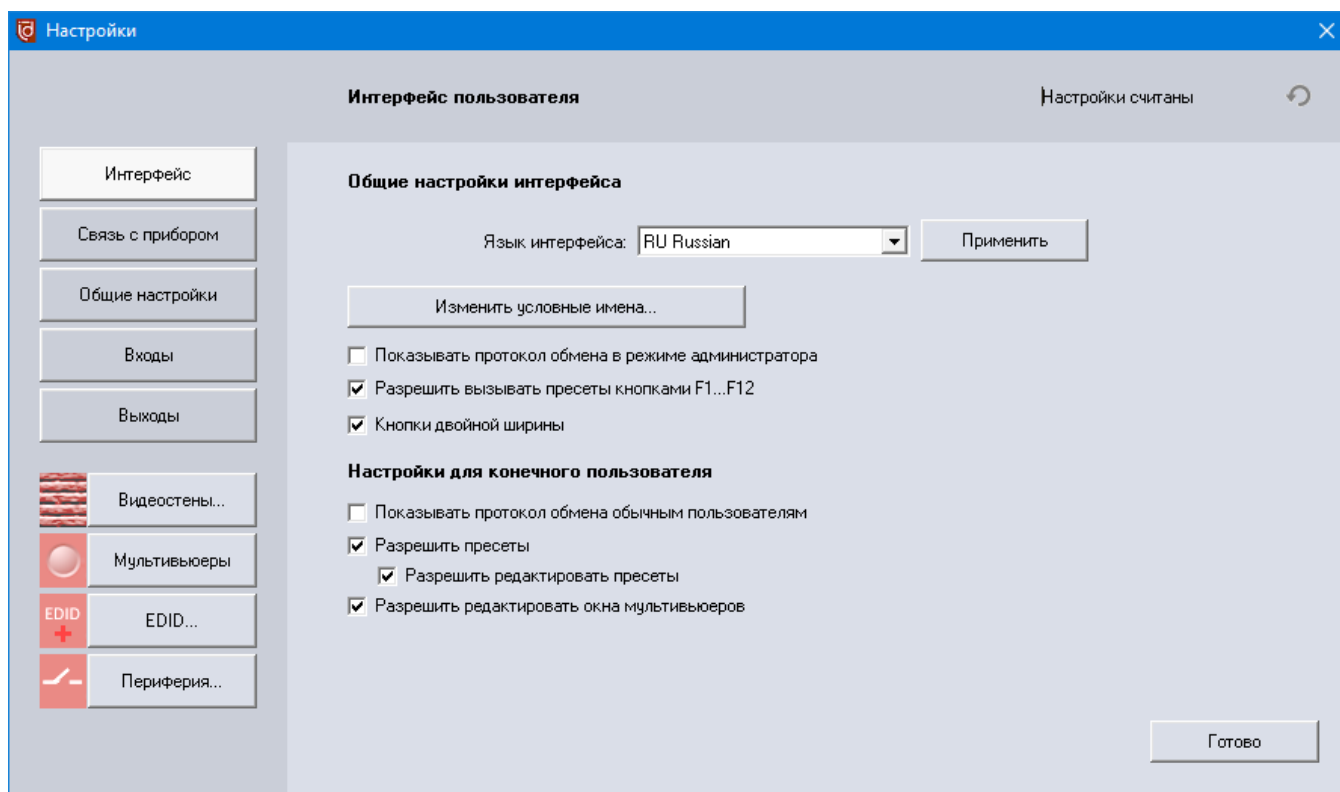 Настройки
Интерфейс пользователя
Настройки считаны
Интерфейс
Связь с прибором
Общие настройки
Входы
Выходы
Видеостены...
Мультивьюеры
EDID
EDID...
Периферия...
Общие настройки интерфейса
Язык интерфейса: RU Russian Применить
Изменить условные имена...
Показывать протокол обмена в режиме администратора
Разрешить вызывать пресеты кнопками F1...F12
Кнопки двойной ширины
Настройки для конечного пользователя
Показывать протокол обмена обычным пользователям
Разрешить пресеты
Разрешить редактировать пресеты
Разрешить редактировать окна мультивьюеров
Готово